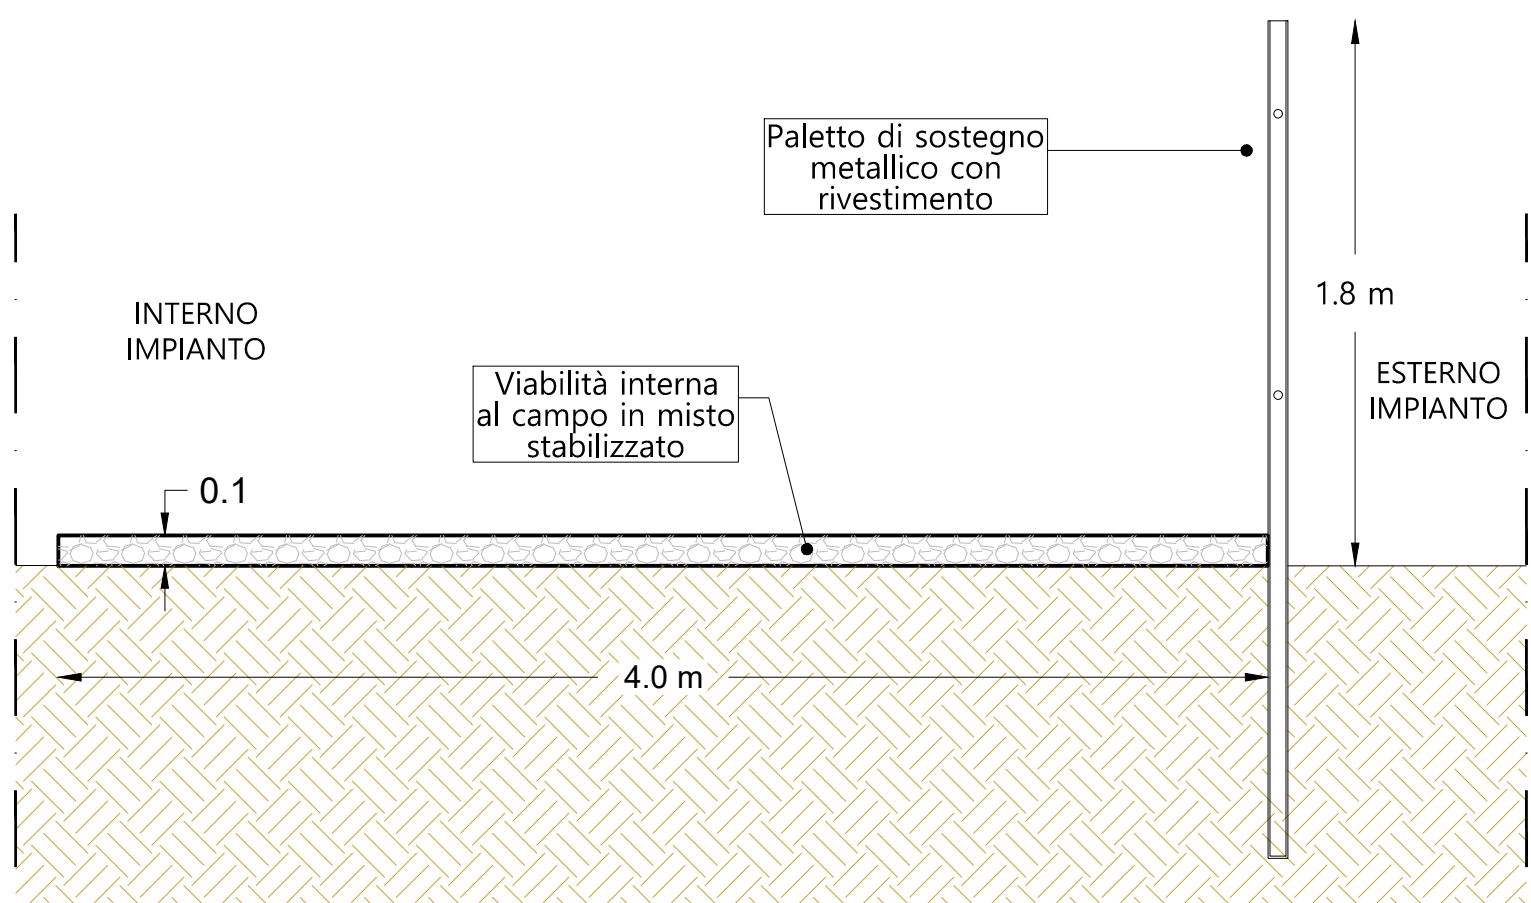 Paletto di sostegno
metallico con
rivestimento
1.8 m
INTERNO
IMPIANTO
ESTERNO
IMPIANTO
Viabilità interna
al campo in misto
stabilizzato
0.1
4.0 m